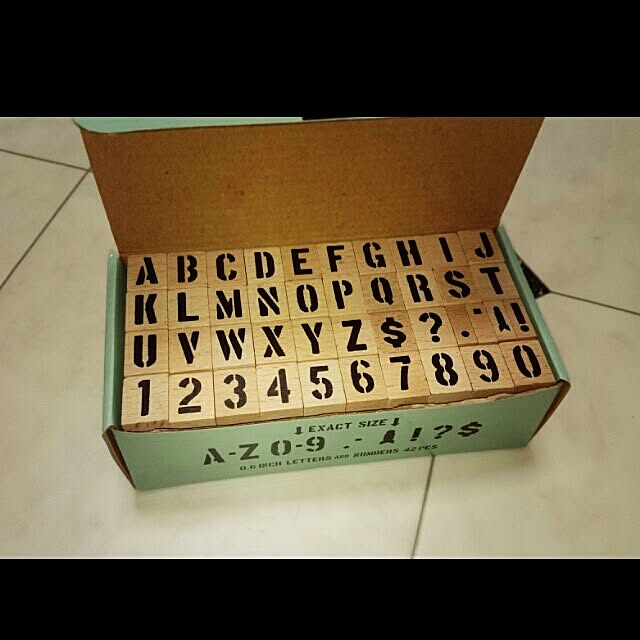 A B C D E F G H I J
K L M N O P Q R S T
U V W X Y Z $ ? . - !
1 2 3 4 5 6 7 8 9 0
EXACT SIZE
A-Z 0-9 .- !?$
0.6 INCH LETTERS AND NUMBERS 42 PCS